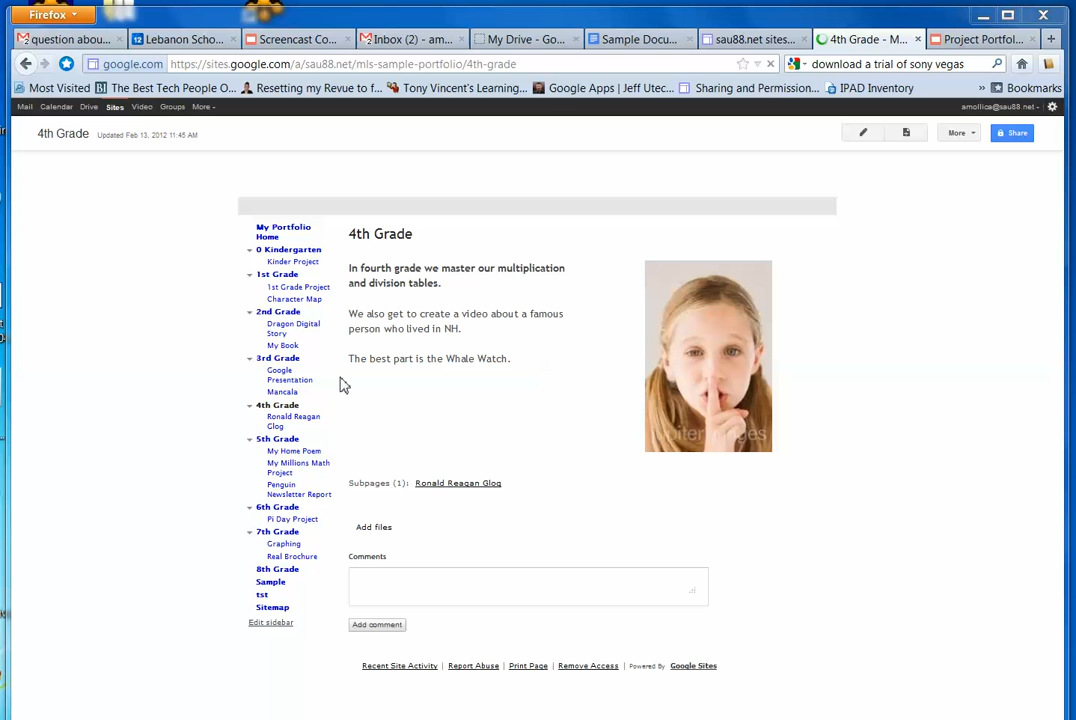 Firefox
question abou...
Lebanon Scho...
Screencast Co...
Inbox (2) - am...
My Drive - Go...
Sample Docu...
sau88.net sites...
4th Grade - M...
Project Portfol...
google.com
https://sites.google.com/a/sau88.net/mls-sample-portfolio/4th-grade
download a trial of sony vegas
Most Visited
The Best Tech People O...
Resetting my Revue to f...
Tony Vincent's Learning...
Google Apps | Jeff Utec...
Sharing and Permission...
IPAD Inventory
Bookmarks
Mail Calendar Drive Sites Video Groups More
amollica@sau88.net
4th Grade Updated Feb 13, 2012 11:45 AM
More
Share
My Portfolio
Home
0 Kindergarten
Kinder Project
1st Grade
1st Grade Project
Character Map
2nd Grade
Dragon Digital
Story
My Book
3rd Grade
Google
Presentation
Mancala
4th Grade
Ronald Reagan
Glog
5th Grade
My Home Poem
My Millions Math
Project
Penguin
Newsletter Report
6th Grade
Pi Day Project
7th Grade
Graphing
Real Brochure
8th Grade
Sample
tst
Sitemap
Edit sidebar
4th Grade
In fourth grade we master our multiplication
and division tables.
We also get to create a video about a famous
person who lived in NH.
The best part is the Whale Watch.
Subpages (1): Ronald Reagan Glog
Add files
Comments
Add comment
Recent Site Activity | Report Abuse | Print Page | Remove Access | Powered By Google Sites